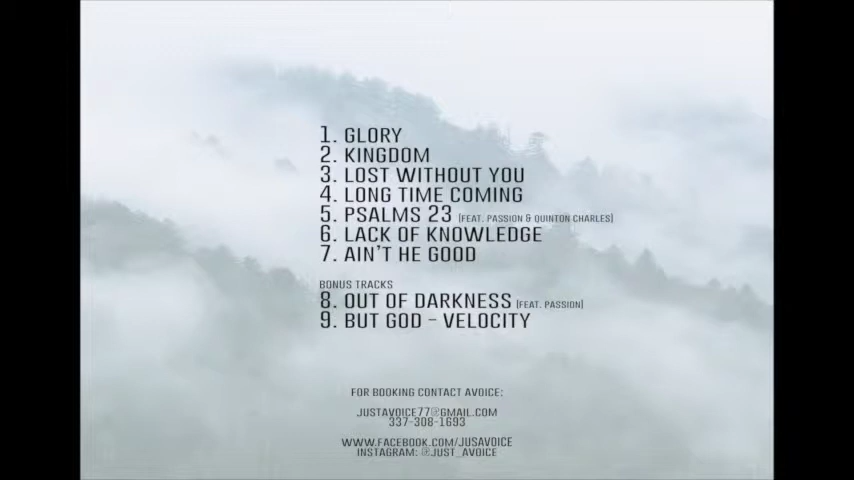 1. GLORY
2. KINGDOM
3. LOST WITHOUT YOU
4. LONG TIME COMING
5. PSALMS 23 (FEAT. PASSION & QUINTON CHARLES)
6. LACK OF KNOWLEDGE
7. AIN'T HE GOOD
BONUS TRACKS
8. OUT OF DARKNESS (FEAT. PASSION)
9. BUT GOD - VELOCITY
FOR BOOKING CONTACT AVOICE:
JUSTAVOICE77@GMAIL.COM
337-308-1693
WWW.FACEBOOK.COM/JUSAVOICE
INSTAGRAM: @JUST_AVOICE